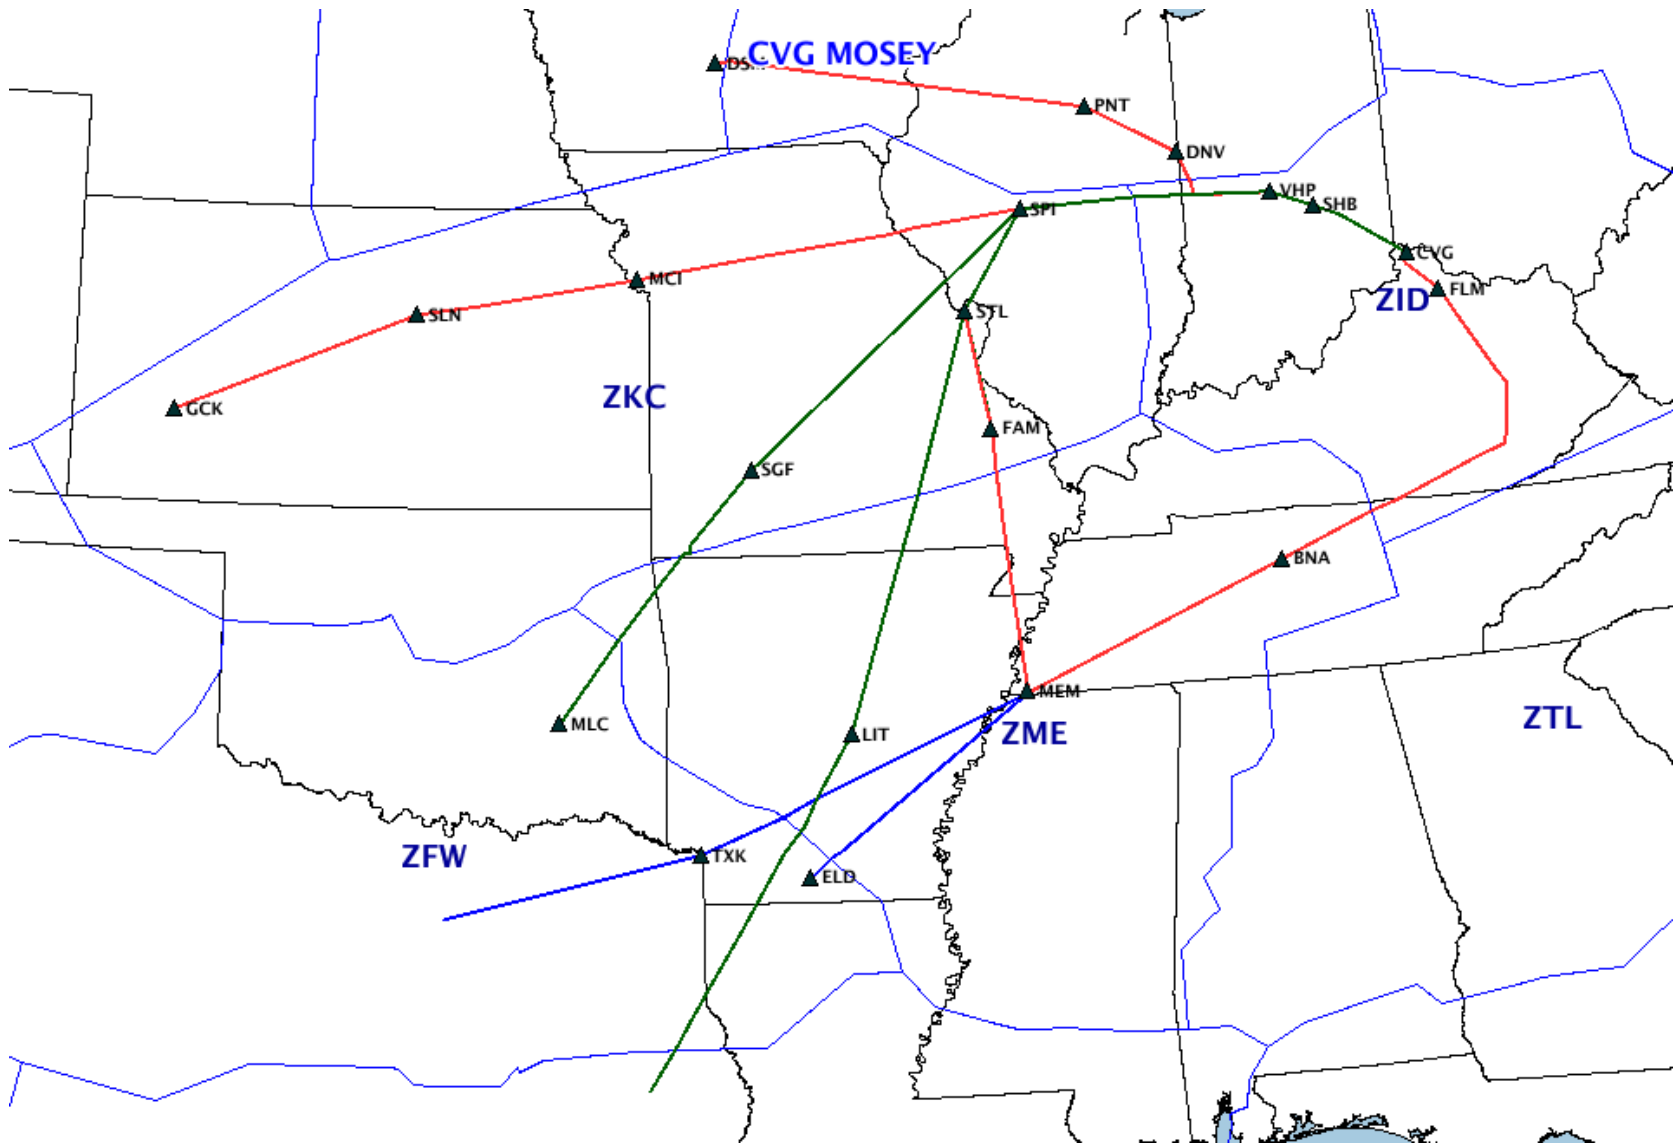 CVG MOSEY
PNT
DNV
VHP
SHB
SPI
CVG
MCI
FLM
ZID
SLN
STL
ZKC
GCK
FAM
SGF
BNA
MEM
MLC
LIT
ZME
ZTL
ZFW
TXK
ELD